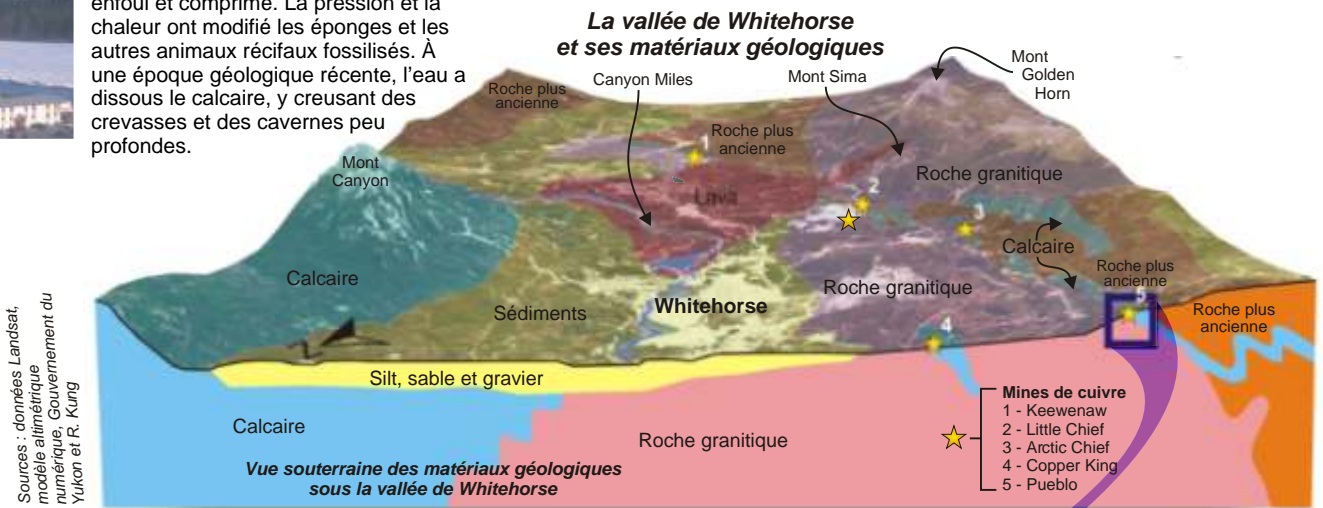 enfoui et comprimé. La pression et la
chaleur ont modifié les éponges et les
autres animaux récifaux fossilisés. À
une époque géologique récente, l'eau a
dissous le calcaire, y creusant des
crevasses et des cavernes peu
profondes.
La vallée de Whitehorse
et ses matériaux géologiques
Canyon Miles
Mont Sima
Mont
Golden
Horn
Roche plus
ancienne
Roche plus
ancienne
1
Mont
Canyon
Roche granitique
Lava
2
3
Calcaire
Calcaire
Roche granitique
Roche plus
ancienne
5
Sédiments
Whitehorse
Roche plus
ancienne
4
Silt, sable et gravier
Calcaire
Roche granitique
Vue souterraine des matériaux géologiques
sous la vallée de Whitehorse
Mines de cuivre
1 - Keewenaw
2 - Little Chief
3 - Arctic Chief
4 - Copper King
5 - Pueblo
Sources : données Landsat,
modèle altimétrique
numérique, Gouvernement du
Yukon et R. Kung